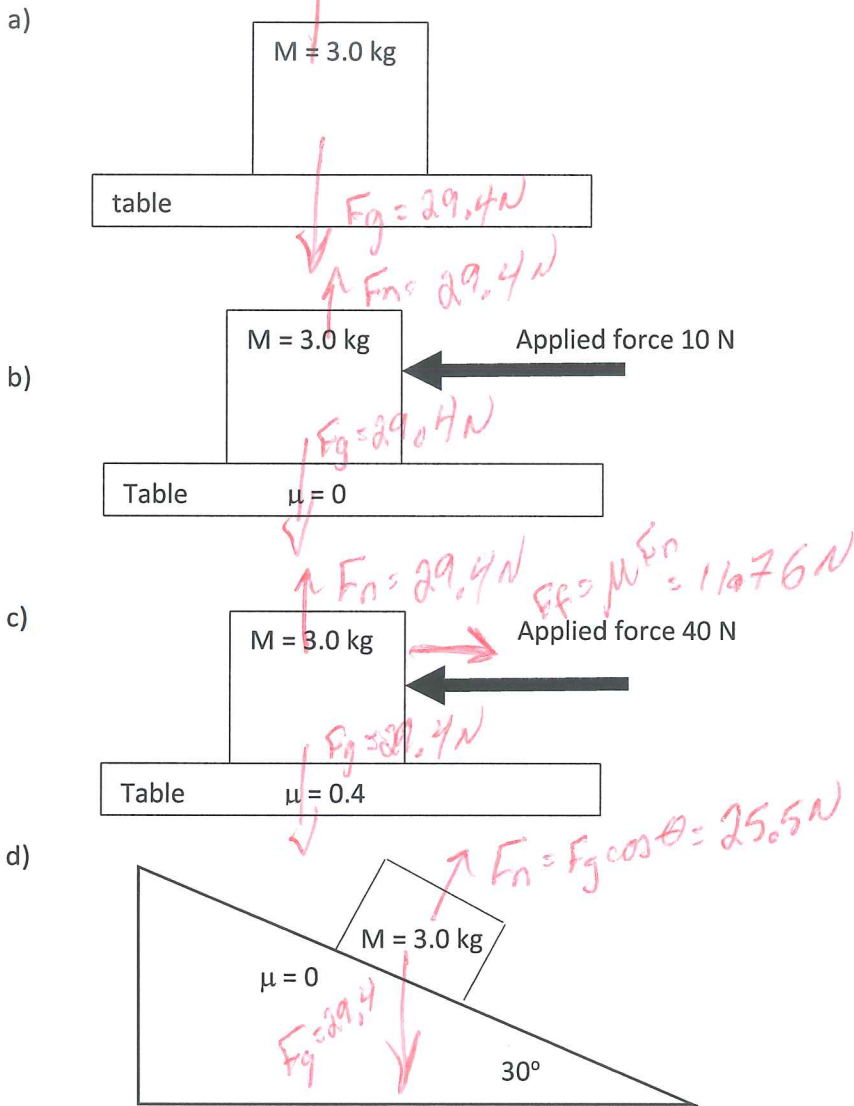 a)
M = 3.0 kg
table
Fg = 29.4N
Fn = 29.4N
M = 3.0 kg
Applied force 10 N
b)
Fg = 29.4N
Table μ = 0
Fn = 29.4N
Ff = μFn = 11.76N
c)
M = 3.0 kg
Applied force 40 N
Fg = 29.4N
Table μ = 0.4
d)
Fn = Fg cosθ = 25.5N
M = 3.0 kg
μ = 0
Fg = 29.4
30°